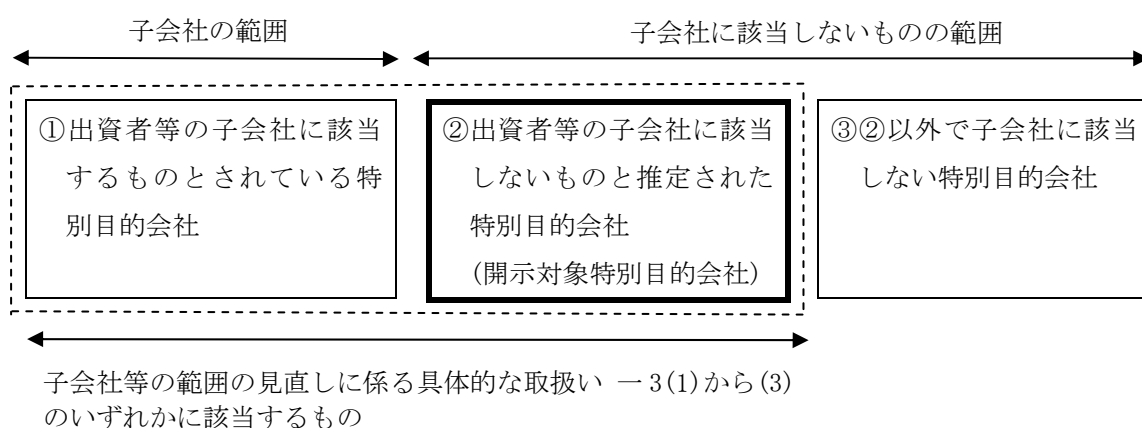 子会社の範囲
子会社に該当しないものの範囲
①出資者等の子会社に該当
するものとされている特
別目的会社
②出資者等の子会社に該当
しないものと推定された
特別目的会社
(開示対象特別目的会社)
③②以外で子会社に該当
しない特別目的会社
子会社等の範囲の見直しに係る具体的な取扱い 一3(1)から(3)
のいずれかに該当するもの